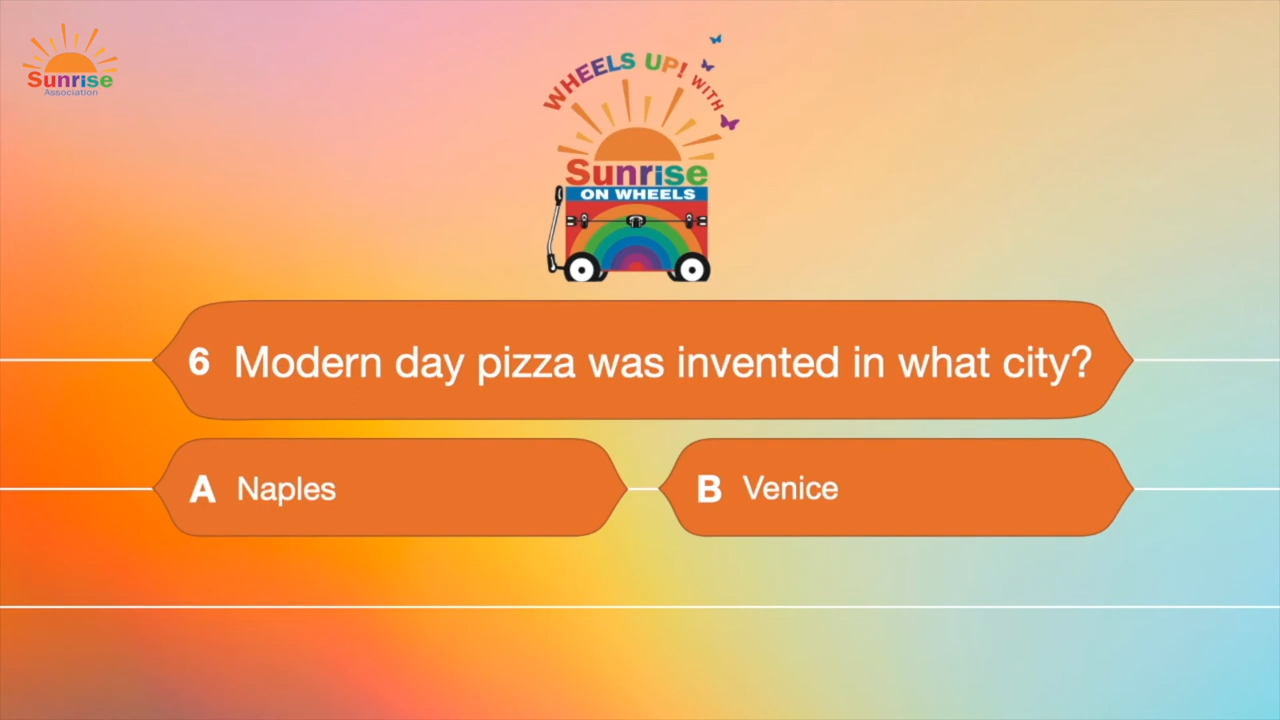 Sunrise
Association
WHEELS UP! WITH
Sunrise
ON WHEELS
6 Modern day pizza was invented in what city?
A Naples
B Venice